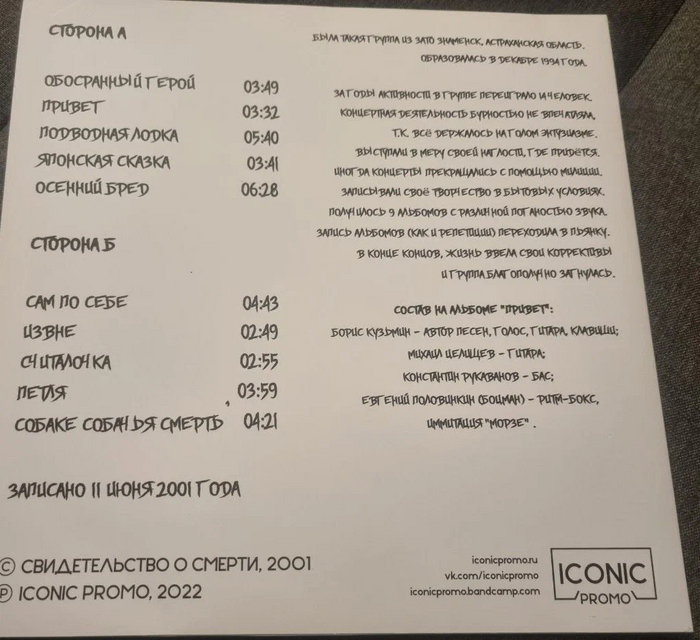 СТОРОНА А
ОБОСРАННЫЙ ГЕРОЙ 03:49
ПРИВЕТ 03:32
ПОДВОДНАЯ ЛОДКА 05:40
ЯПОНСКАЯ СКАЗКА 03:41
ОСЕННИЙ БРЕД 06:28
СТОРОНА Б
САМ ПО СЕБЕ 04:43
ИЗВНЕ 02:49
СЧИТАЛОЧКА 02:55
ПЕТЛЯ 03:59
СОБАКЕ СОБАЧЬЯ СМЕРТЬ 04:21
ЗАПИСАНО 11 ИЮНЯ 2001 ГОДА
© СВИДЕТЕЛЬСТВО О СМЕРТИ, 2001
℗ ICONIC PROMO, 2022
БЫЛА ТАКАЯ ГРУППА ИЗ ЗАТО ЗНАМЕНСК, АСТРАХАНСКАЯ ОБЛАСТЬ.
ОБРАЗОВАЛАСЬ В ДЕКАБРЕ 1994 ГОДА.
ЗА ГОДЫ АКТИВНОСТИ В ГРУППЕ ПЕРЕИГРАЛО ЧЕЛОВЕК.
КОНЦЕРТНАЯ ДЕЯТЕЛЬНОСТЬ БУРНОСТЬЮ НЕ ВПЕЧАТЛЯЛА,
Т.К. ВСЁ ДЕРЖАЛОСЬ НА ГОЛОМ ЭНТУЗИАЗМЕ.
ВЫСТУПАЛИ В МЕРУ СВОЕЙ НАГЛОСТИ, ГДЕ ПРИДЁТСЯ.
ИНОГДА КОНЦЕРТЫ ПРЕКРАЩАЛИСЬ С ПОМОЩЬЮ МИЛИЦИИ.
ЗАПИСЫВАЛИ СВОЁ ТВОРЧЕСТВО В БЫТОВЫХ УСЛОВИЯХ.
ПОЛУЧИЛОСЬ 9 АЛЬБОМОВ С РАЗЛИЧНОЙ ПОГАНОСТЬЮ ЗВУКА.
ЗАПИСЬ АЛЬБОМОВ (КАК И РЕПЕТИЦИИ) ПЕРЕХОДИЛА В ПЬЯНКУ.
В КОНЦЕ КОНЦОВ, ЖИЗНЬ ВВЕЛА СВОИ КОРРЕКТИВЫ
И ГРУППА БЛАГОПОЛУЧНО ЗАГНУЛАСЬ.
СОСТАВ НА АЛЬБОМЕ "ПРИВЕТ":
БОРИС КУЗЬМИН – АВТОР ПЕСЕН, ГОЛОС, ГИТАРА, КЛАВИШИ;
МИХАИЛ ЦЕЛИЩЕВ – ГИТАРА;
КОНСТАНТИН РУКАВАНОВ – БАС;
ЕВГЕНИЙ ПОЛОВИНКИН (БОЦМАН) – РИТМ-БОКС,
ИММИТАЦИЯ "МОРЗЕ".
iconicpromo.ru
vk.com/iconicpromo
iconicpromo.bandcamp.com
ICONIC
PROMO